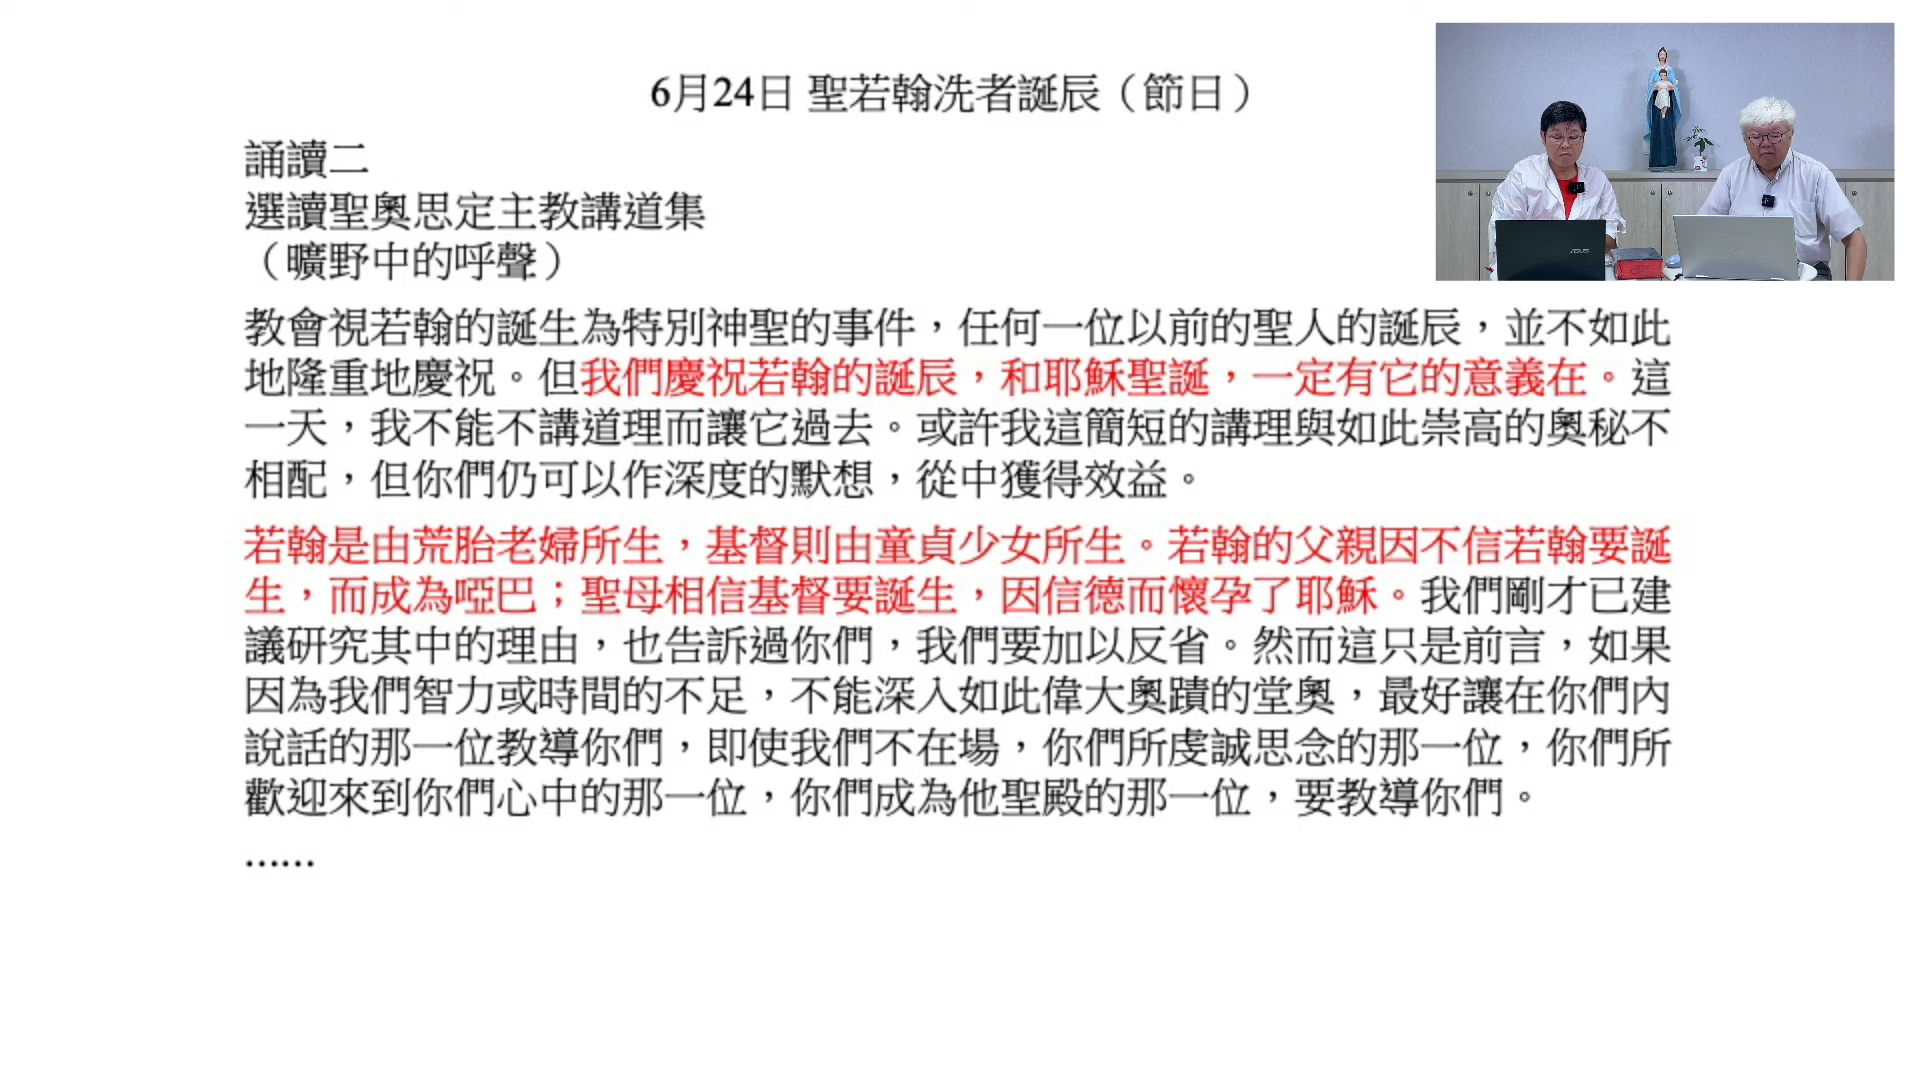 6月24日 聖若翰洗者誕辰（節日）
誦讀二
選讀聖奧思定主教講道集
（曠野中的呼聲）
教會視若翰的誕生為特別神聖的事件，任何一位以前的聖人的誕辰，並不如此
地隆重地慶祝。但我們慶祝若翰的誕辰，和耶穌聖誕，一定有它的意義在。這
一天，我不能不講道理而讓它過去。或許我這簡短的講理與如此崇高的奧秘不
相配，但你們仍可以作深度的默想，從中獲得效益。
若翰是由荒胎老婦所生，基督則由童貞少女所生。若翰的父親因不信若翰要誕
生，而成為啞巴；聖母相信基督要誕生，因信德而懷孕了耶穌。我們剛才已建
議研究其中的理由，也告訴過你們，我們要加以反省。然而這只是前言，如果
因為我們智力或時間的不足，不能深入如此偉大奧蹟的堂奧，最好讓在你們內
說話的那一位教導你們，即使我們不在場，你們所虔誠思念的那一位，你們所
歡迎來到你們心中的那一位，你們成為他聖殿的那一位，要教導你們。
……
ASUS